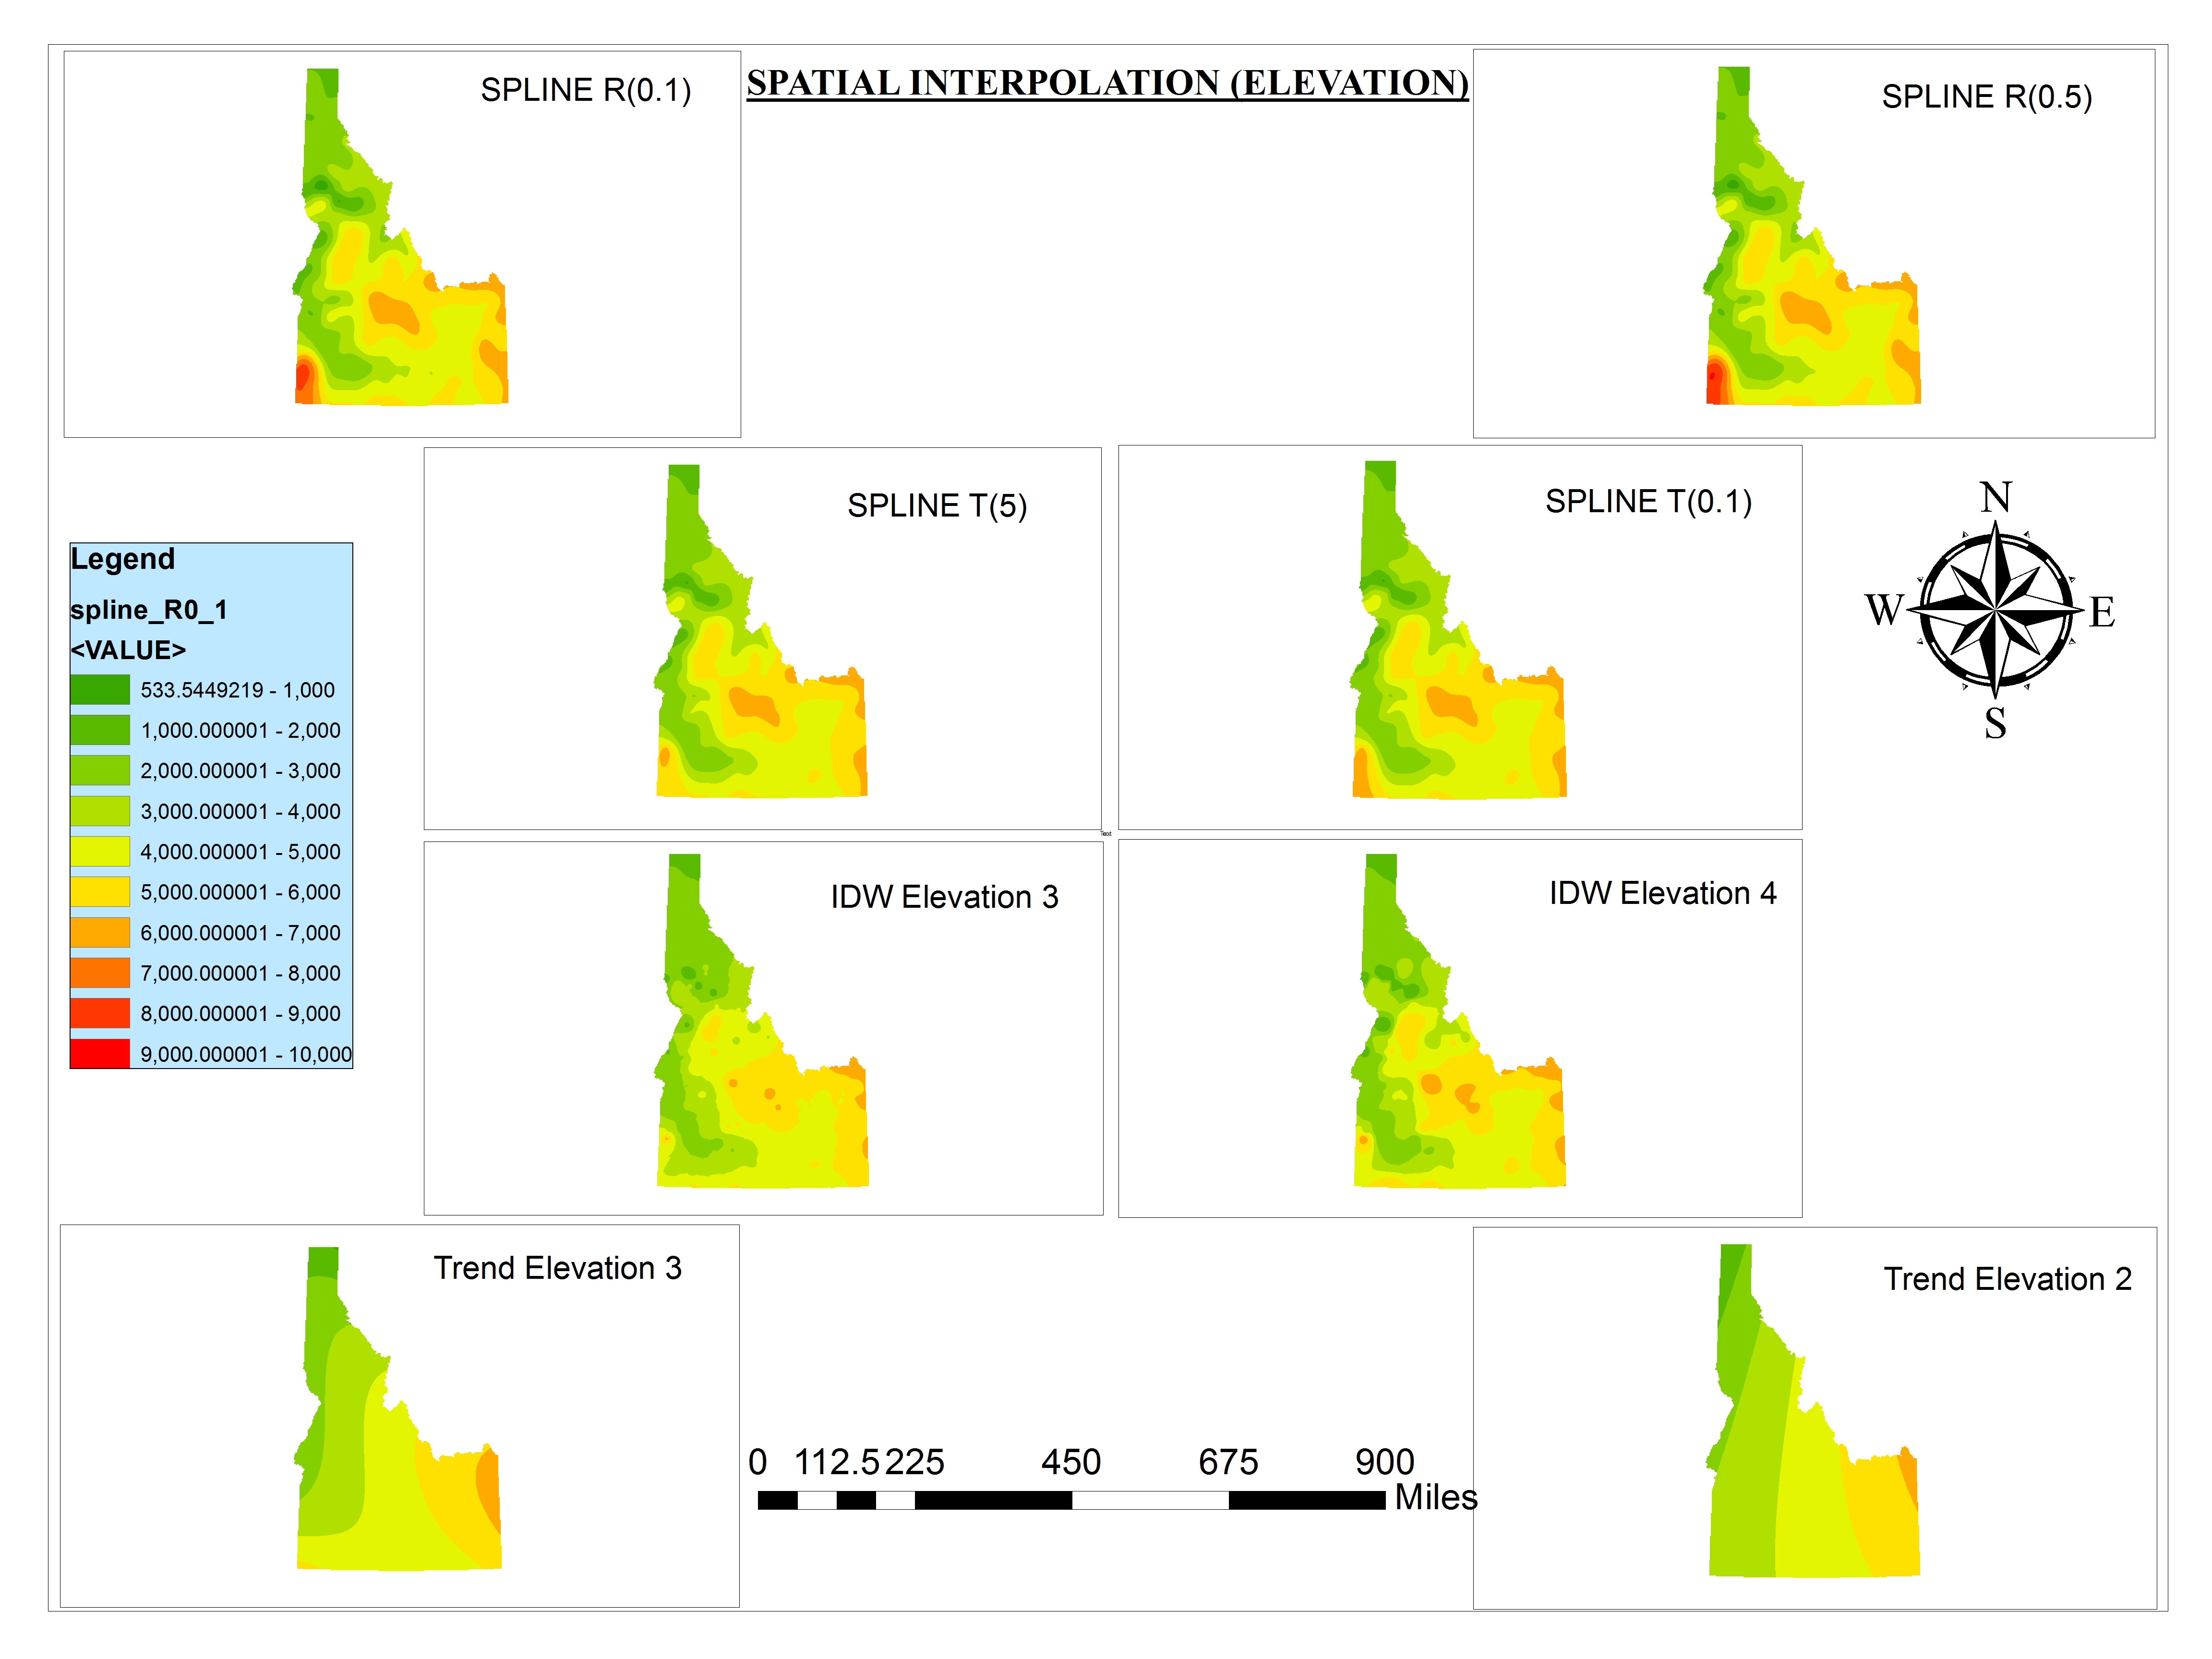 SPATIAL INTERPOLATION (ELEVATION)
SPLINE R(0.1)
SPLINE R(0.5)
SPLINE T(5)
SPLINE T(0.1)
N
W
E
S
Legend
spline_R0_1
<VALUE>
533.5449219 - 1,000
1,000.000001 - 2,000
2,000.000001 - 3,000
3,000.000001 - 4,000
4,000.000001 - 5,000
5,000.000001 - 6,000
6,000.000001 - 7,000
7,000.000001 - 8,000
8,000.000001 - 9,000
9,000.000001 - 10,000
Text
IDW Elevation 3
IDW Elevation 4
Trend Elevation 3
Trend Elevation 2
0 112.5 225 450 675 900
Miles